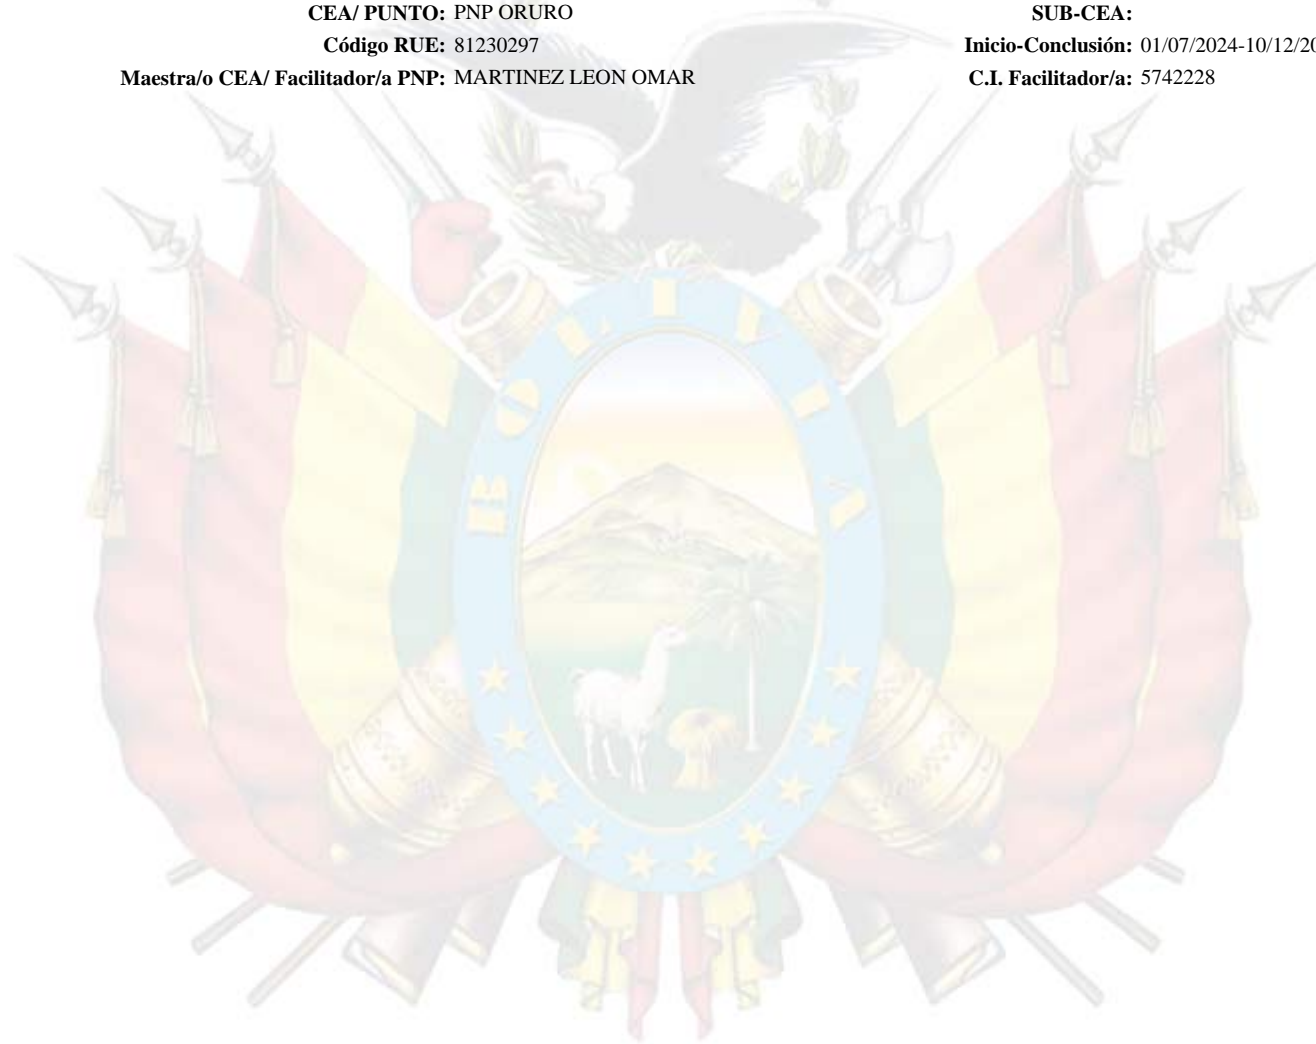 CEA/ PUNTO: PNP ORURO SUB-CEA:
Código RUE: 81230297 Inicio-Conclusión: 01/07/2024-10/12/20
Maestra/o CEA/ Facilitador/a PNP: MARTINEZ LEON OMAR C.I. Facilitador/a: 5742228
BOLIVIA